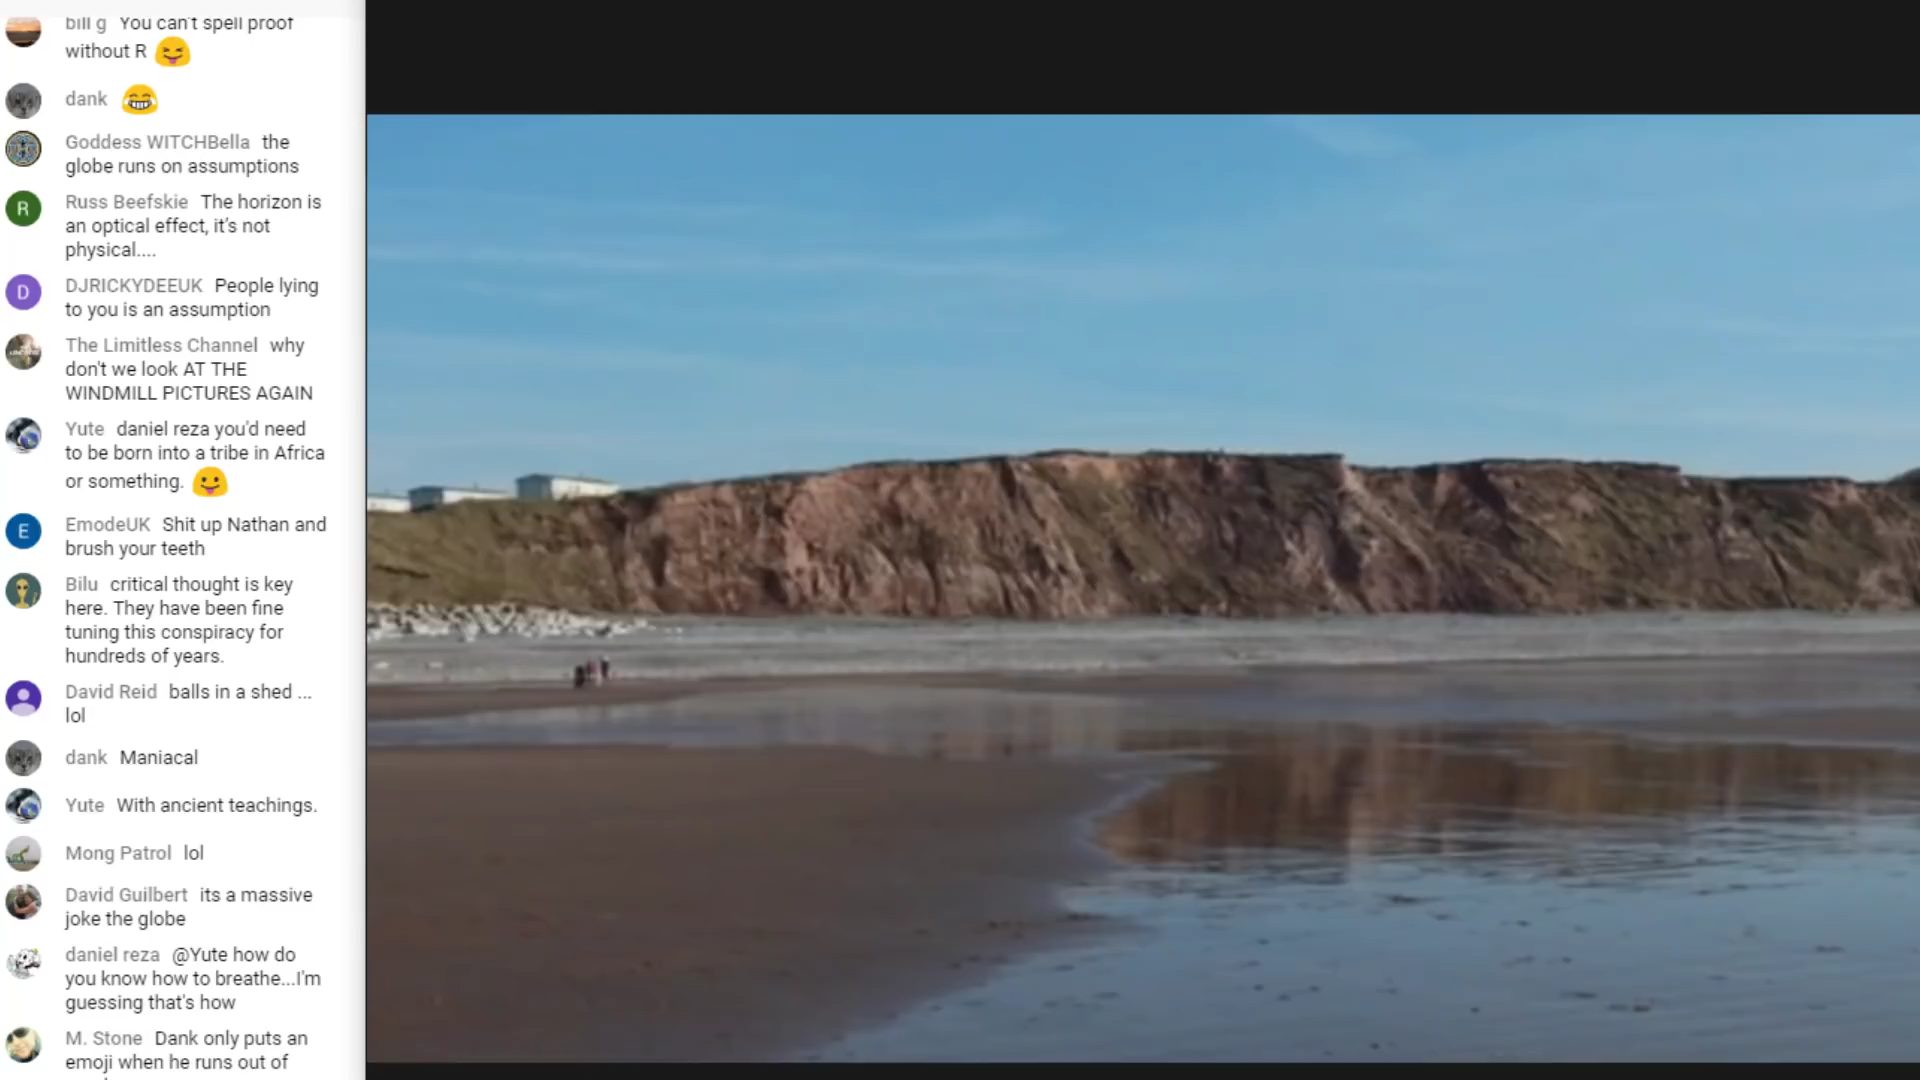 bill g You can't spell proof
without R
dank
Goddess WITCHBella the
globe runs on assumptions
R
Russ Beefskie The horizon is
an optical effect, it's not
physical....
D
DJRICKYDEEUK People lying
to you is an assumption
The Limitless Channel why
don't we look AT THE
WINDMILL PICTURES AGAIN
Yute daniel reza you'd need
to be born into a tribe in Africa
or something.
E
EmodeUK Shit up Nathan and
brush your teeth
Bilu critical thought is key
here. They have been fine
tuning this conspiracy for
hundreds of years.
David Reid balls in a shed ...
lol
dank Maniacal
Yute With ancient teachings.
Mong Patrol lol
David Guilbert its a massive
joke the globe
daniel reza @Yute how do
you know how to breathe...I'm
guessing that's how
M. Stone Dank only puts an
emoji when he runs out of